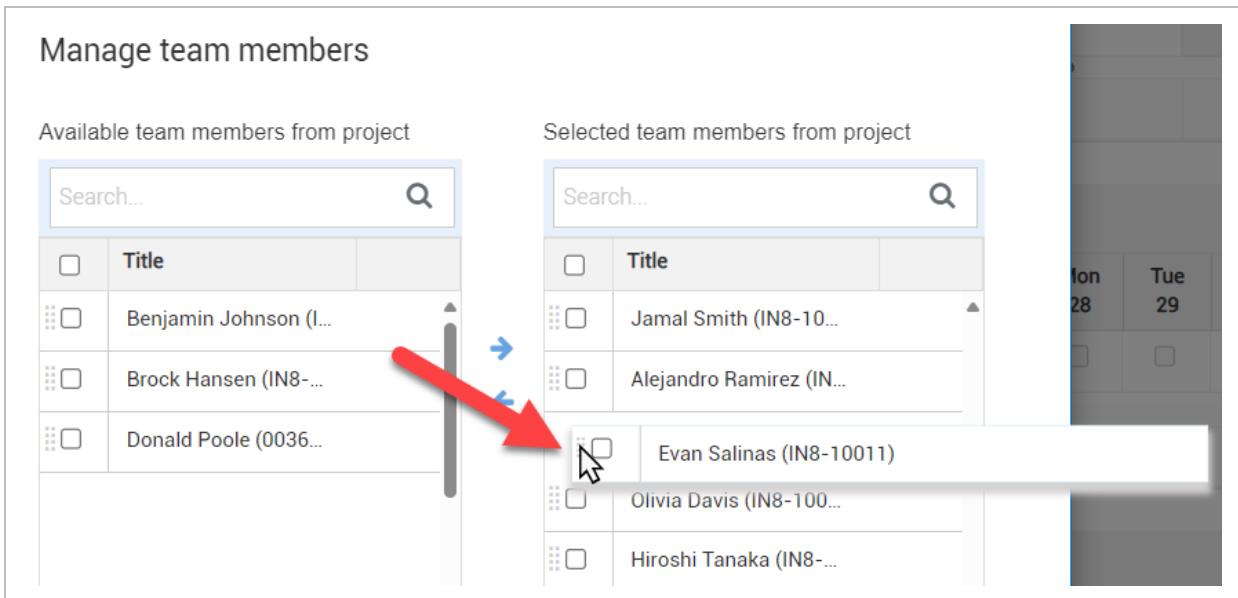 Manage team members
Available team members from project
Selected team members from project
Search...
Search...
Title
Title
Benjamin Johnson (I...
Jamal Smith (IN8-10...
Brock Hansen (IN8-...
Alejandro Ramirez (IN...
Donald Poole (0036...
Evan Salinas (IN8-10011)
Olivia Davis (IN8-100...
Hiroshi Tanaka (IN8-...
Tue
28
29